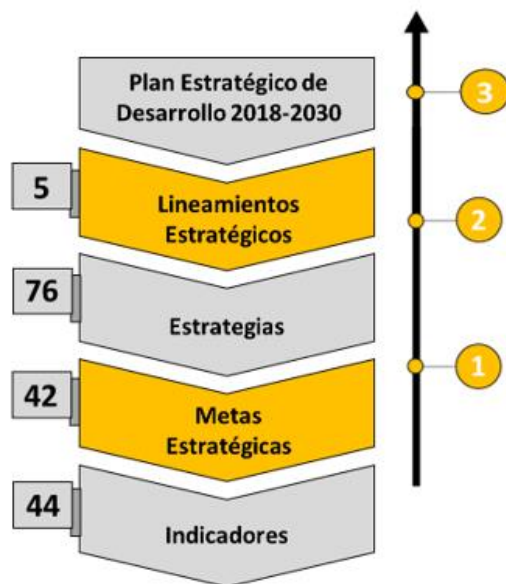 Plan Estratégico de
Desarrollo 2018-2030
3
5
Lineamientos
Estratégicos
2
76
Estrategias
1
42
Metas
Estratégicas
44
Indicadores